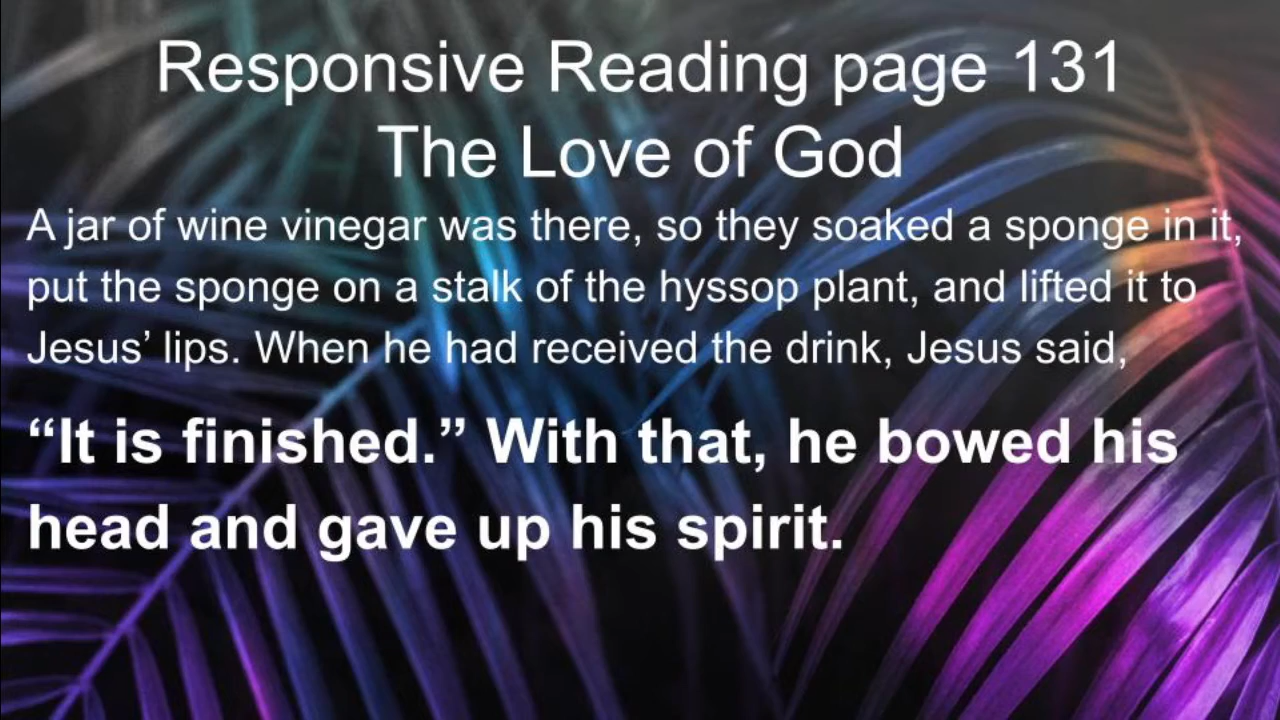 Responsive Reading page 131
The Love of God
A jar of wine vinegar was there, so they soaked a sponge in it,
put the sponge on a stalk of the hyssop plant, and lifted it to
Jesus’ lips. When he had received the drink, Jesus said,
“It is finished.” With that, he bowed his
head and gave up his spirit.